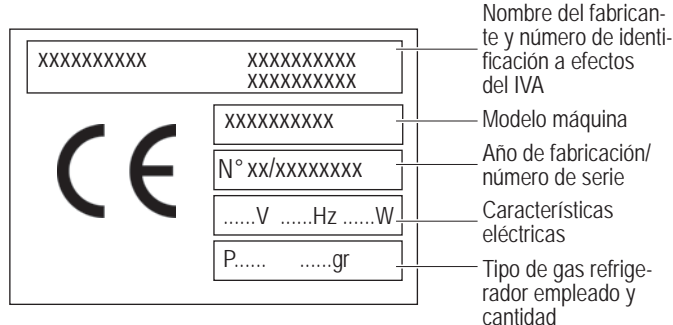 Nombre del fabrican-
te y número de identi-
ficación a efectos
del IVA
xxxxxxxxxx xxxxxxxxxx
xxxxxxxxxx
CE
xxxxxxxxxx
Modelo máquina
N° xx/xxxxxxxx
Año de fabricación/
número de serie
......V ......Hz ......W
Características
eléctricas
P...... ......gr
Tipo de gas refrige-
rador empleado y
cantidad